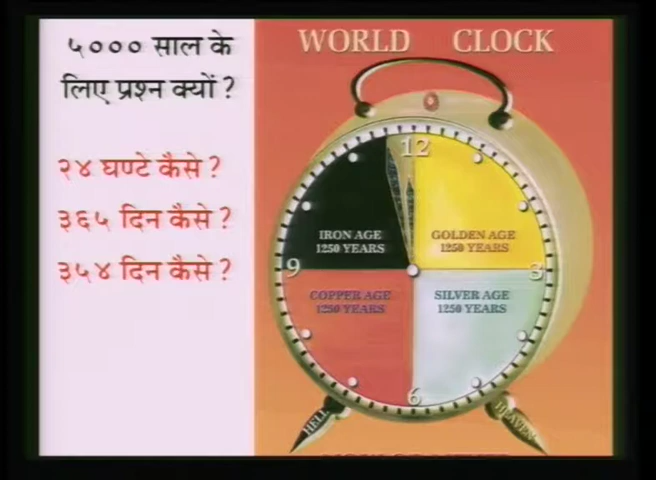 ५००० साल के
लिए प्रश्न क्यों ?
२४ घण्टे कैसे ?
३६५ दिन कैसे ?
३५४ दिन कैसे ?
WORLD CLOCK
0
12
IRON AGE
1250 YEARS
GOLDEN AGE
1250 YEARS
9
3
COPPER AGE
1250 YEARS
SILVER AGE
1250 YEARS
6
HELL
HEAVEN